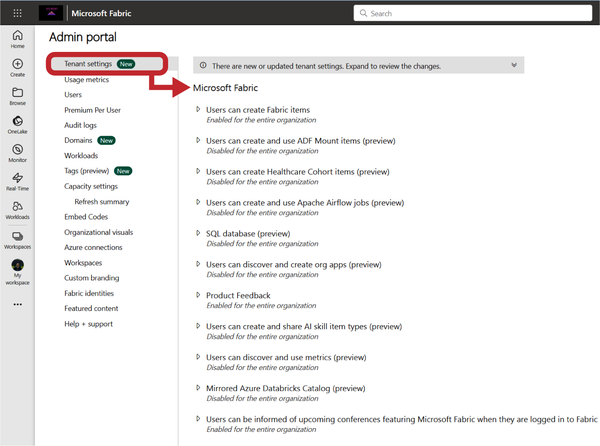 Microsoft Fabric
Search
Admin portal
Home
Create
Browse
OneLake
Monitor
Real-Time
Workloads
Workspaces
My
workspace
Tenant settings New
Usage metrics
Users
Premium Per User
Audit logs
Domains New
Workloads
Tags (preview) New
Capacity settings
Refresh summary
Embed Codes
Organizational visuals
Azure connections
Workspaces
Custom branding
Fabric identities
Featured content
Help + support
There are new or updated tenant settings. Expand to review the changes.
Microsoft Fabric
Users can create Fabric items
Enabled for the entire organization
Users can create and use ADF Mount items (preview)
Disabled for the entire organization
Users can create Healthcare Cohort items (preview)
Disabled for the entire organization
Users can create and use Apache Airflow jobs (preview)
Disabled for the entire organization
SQL database (preview)
Disabled for the entire organization
Users can discover and create org apps (preview)
Disabled for the entire organization
Product Feedback
Enabled for the entire organization
Users can create and share AI skill item types (preview)
Disabled for the entire organization
Users can discover and use metrics (preview)
Disabled for the entire organization
Mirrored Azure Databricks Catalog (preview)
Disabled for the entire organization
Users can be informed of upcoming conferences featuring Microsoft Fabric when they are logged in to Fabric
Enabled for the entire organization